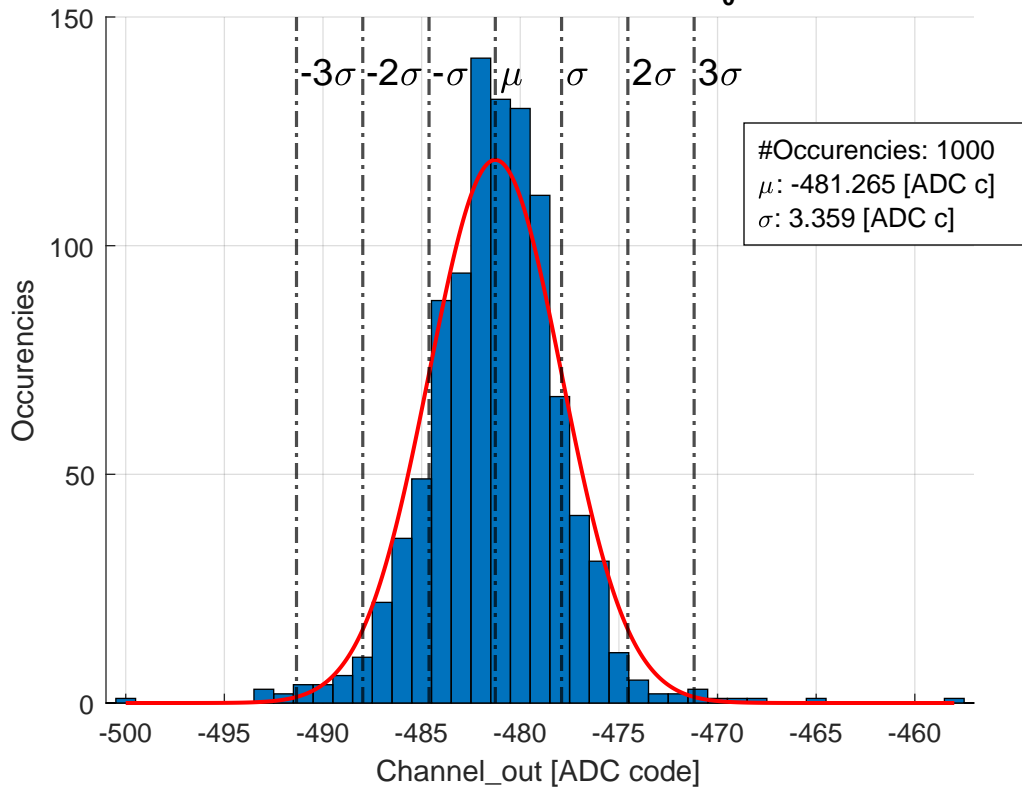 150
100
50
0
-3σ
-2σ
-σ
μ
σ
2σ
3σ
#Occurencies: 1000
μ: -481.265 [ADC c]
σ: 3.359 [ADC c]
Occurencies
-500
-495
-490
-485
-480
-475
-470
-465
-460
Channel_out [ADC code]